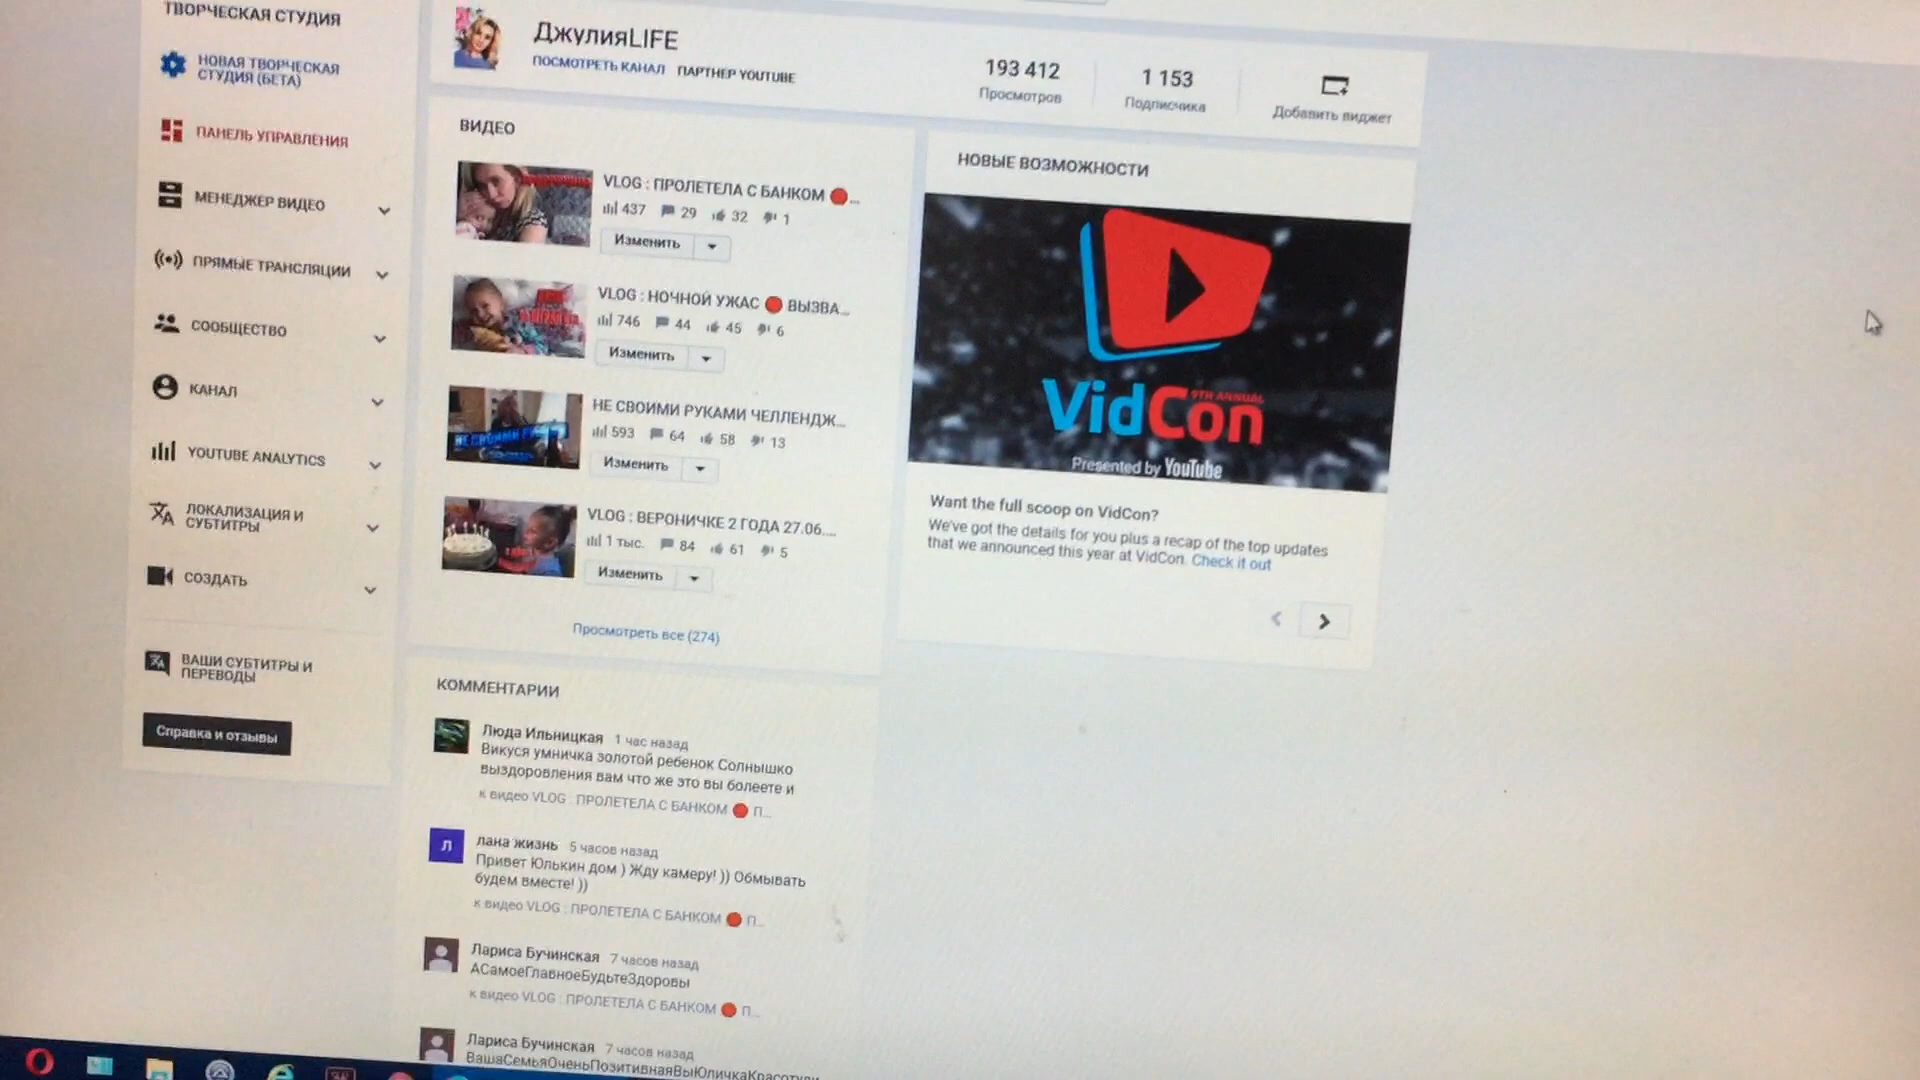 ТВОРЧЕСКАЯ СТУДИЯ
НОВАЯ ТВОРЧЕСКАЯ
СТУДИЯ (БЕТА)
ПАНЕЛЬ УПРАВЛЕНИЯ
МЕНЕДЖЕР ВИДЕО
ПРЯМЫЕ ТРАНСЛЯЦИИ
СООБЩЕСТВО
КАНАЛ
YOUTUBE ANALYTICS
ЛОКАЛИЗАЦИЯ И
СУБТИТРЫ
СОЗДАТЬ
ВАШИ СУБТИТРЫ И
ПЕРЕВОДЫ
Справка и отзывы
ДжулияLIFE
ПОСМОТРЕТЬ КАНАЛ ПАРТНЕР YOUTUBE
193 412
Просмотров
1 153
Подписчика
Добавить виджет
ВИДЕО
VLOG : ПРОЛЕТЕЛА С БАНКОМ 🔴...
437 29 32 1
Изменить
VLOG : НОЧНОЙ УЖАС 🔴 ВЫЗВА...
746 44 45 6
Изменить
НЕ СВОИМИ РУКАМИ ЧЕЛЛЕНДЖ...
593 64 58 13
Изменить
VLOG : ВЕРОНИЧКЕ 2 ГОДА 27.06....
1 тыс. 84 61 5
Изменить
Просмотреть все (274)
НОВЫЕ ВОЗМОЖНОСТИ
9TH ANNUAL
VidCon
Presented by YouTube
Want the full scoop on VidCon?
We've got the details for you plus a recap of the top updates
that we announced this year at VidCon. Check it out
КОММЕНТАРИИ
Люда Ильницкая 1 час назад
Викуся умничка золотой ребенок Солнышко
выздоровления вам что же это вы болеете и
к видео VLOG : ПРОЛЕТЕЛА С БАНКОМ 🔴 П...
Л
лана жизнь 5 часов назад
Привет Юлькин дом ) Жду камеру! )) Обмывать
будем вместе! ))
к видео VLOG : ПРОЛЕТЕЛА С БАНКОМ 🔴 П...
Лариса Бучинская 7 часов назад
АСамоеГлавноеБудьтеЗдоровы
к видео VLOG : ПРОЛЕТЕЛА С БАНКОМ 🔴 П...
Лариса Бучинская 7 часов назад